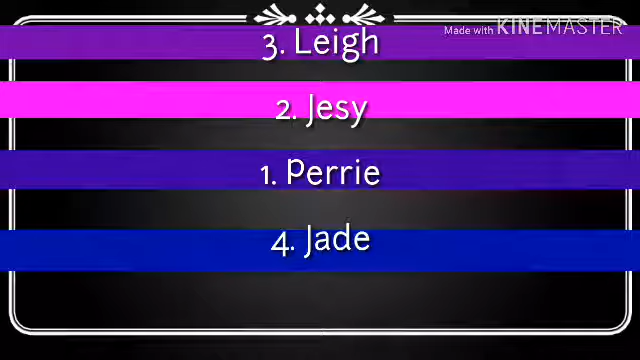 3. Leigh
Made with KINEMASTER
2. Jesy
1. Perrie
4. Jade